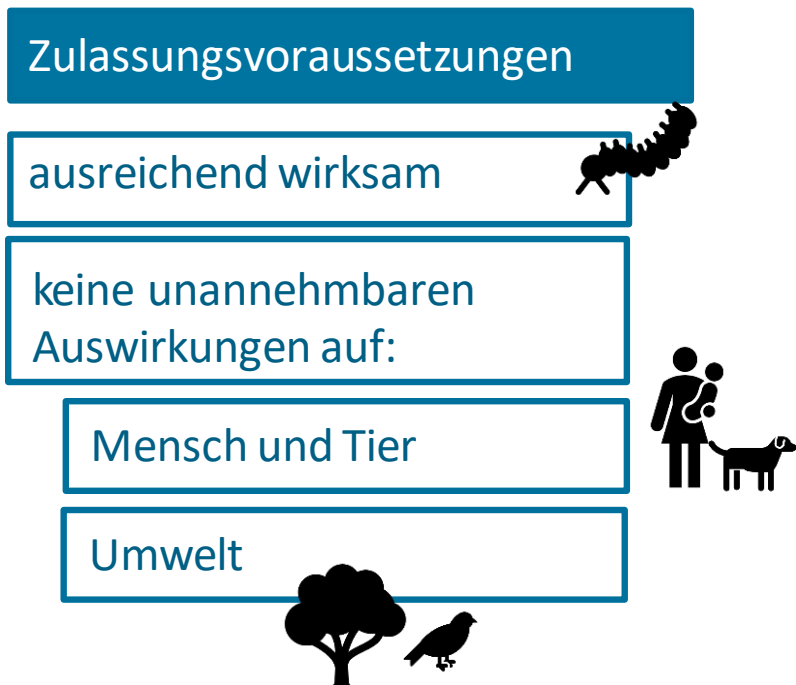 Zulassungsvoraussetzungen
ausreichend wirksam
keine unannehmbaren
Auswirkungen auf:
Mensch und Tier
Umwelt